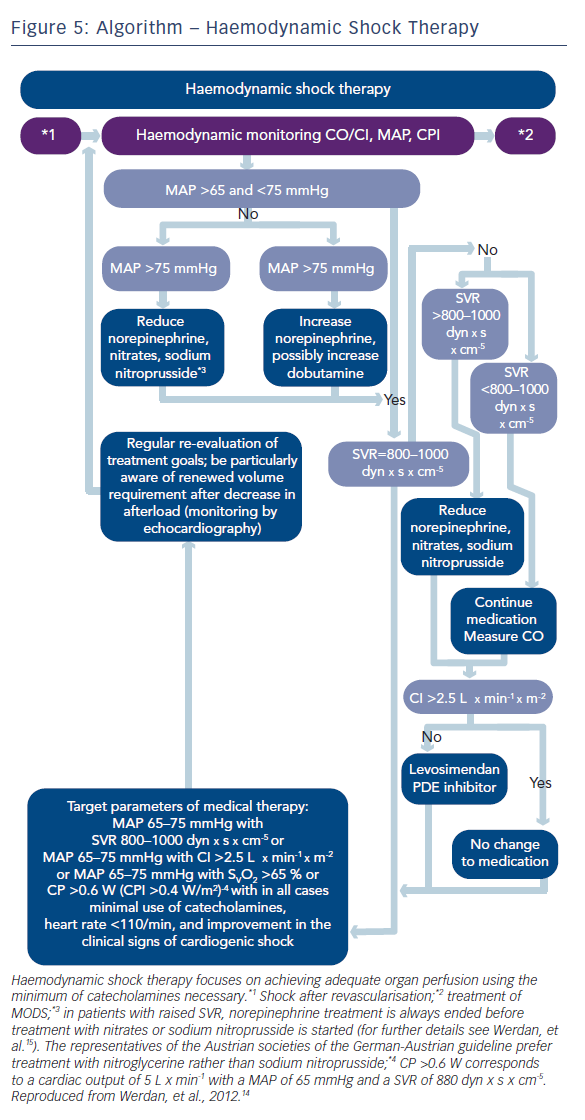 Figure 5: Algorithm – Haemodynamic Shock Therapy
Haemodynamic shock therapy
*1
Haemodynamic monitoring CO/CI, MAP, CPI
*2
MAP >65 and <75 mmHg
No
MAP >75 mmHg
MAP >75 mmHg
Reduce
norepinephrine,
nitrates, sodium
nitroprusside*3
Increase
norepinephrine,
possibly increase
dobutamine
Yes
No
SVR
>800–1000
dyn x s
x cm-5
SVR
<800–1000
dyn x s
x cm-5
SVR=800–1000
dyn x s x cm-5
Regular re-evaluation of
treatment goals; be particularly
aware of renewed volume
requirement after decrease in
afterload (monitoring by
echocardiography)
Reduce
norepinephrine,
nitrates, sodium
nitroprusside
Continue
medication
Measure CO
CI >2.5 L x min-1 x m-2
No
Yes
Levosimendan
PDE inhibitor
No change
to medication
Target parameters of medical therapy:
MAP 65–75 mmHg with
SVR 800–1000 dyn x s x cm-5 or
MAP 65–75 mmHg with CI >2.5 L x min-1 x m-2
or MAP 65–75 mmHg with SVO2 >65 % or
CP >0.6 W (CPI >0.4 W/m2)*4 with in all cases
minimal use of catecholamines,
heart rate <110/min, and improvement in the
clinical signs of cardiogenic shock
Haemodynamic shock therapy focuses on achieving adequate organ perfusion using the
minimum of catecholamines necessary.*1 Shock after revascularisation;*2 treatment of
MODS;*3 in patients with raised SVR, norepinephrine treatment is always ended before
treatment with nitrates or sodium nitroprusside is started (for further details see Werdan, et
al.15). The representatives of the Austrian societies of the German-Austrian guideline prefer
treatment with nitroglycerine rather than sodium nitroprusside;*4 CP >0.6 W corresponds
to a cardiac output of 5 L x min-1 with a MAP of 65 mmHg and a SVR of 880 dyn x s x cm-5.
Reproduced from Werdan, et al., 2012.14